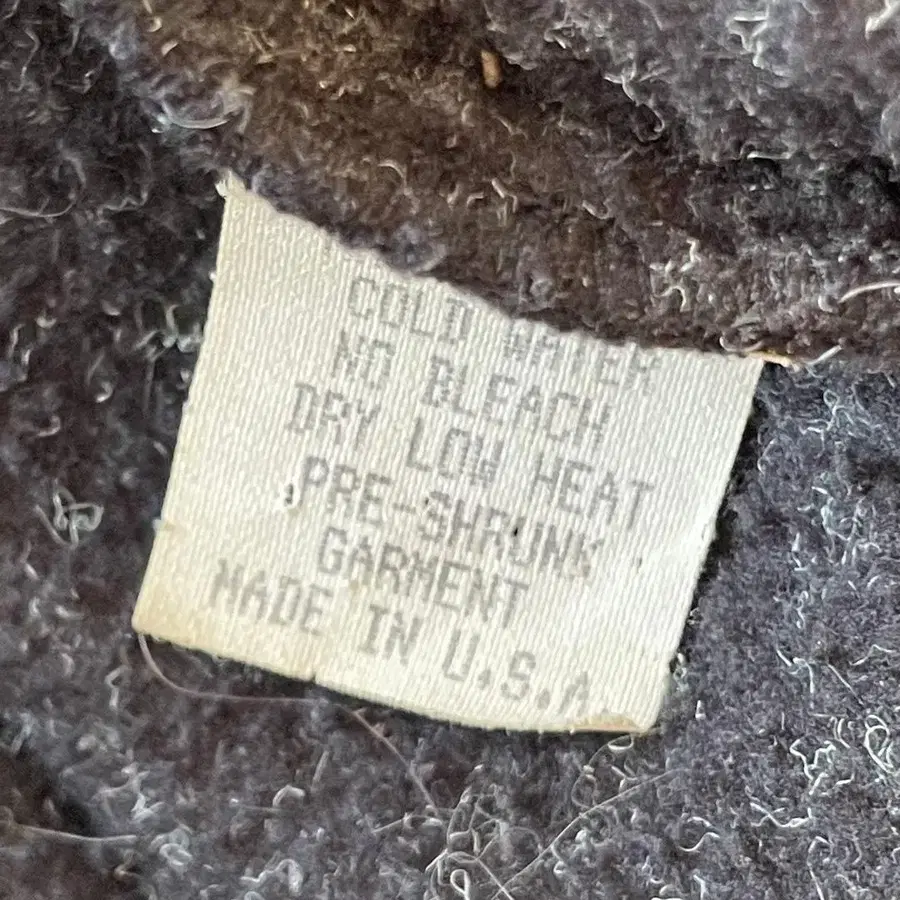 COLD WATER
NO BLEACH
DRY LOW HEAT
PRE-SHRUNK
GARMENT
MADE IN U.S.A